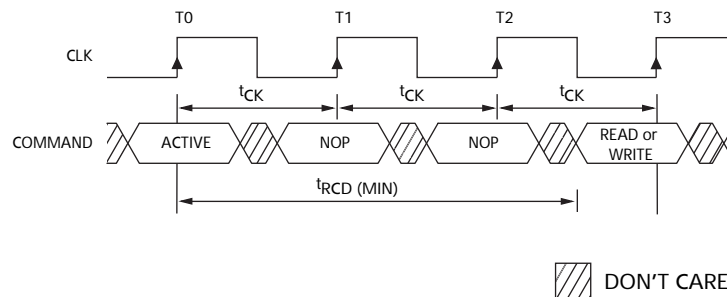 T0 T1 T2 T3
CLK
tCK tCK tCK
COMMAND ACTIVE NOP NOP READ or
WRITE
tRCD (MIN)
DON'T CARE